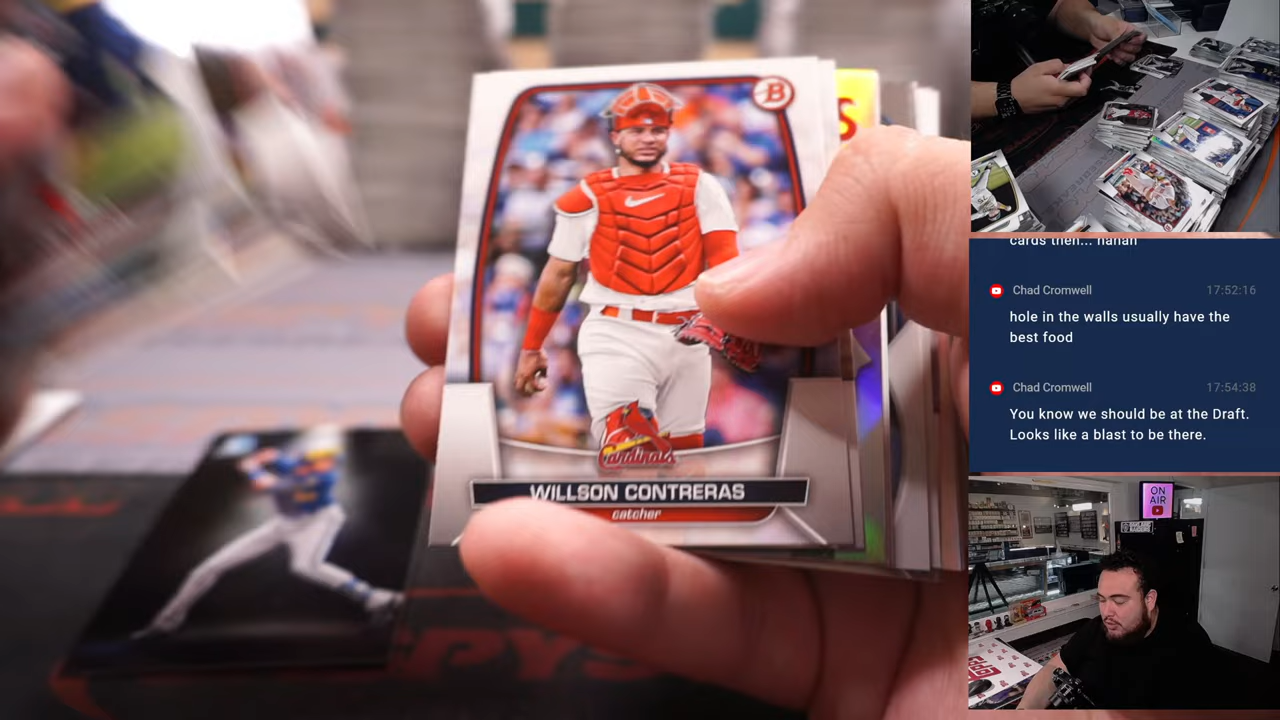 B
S
Cardinals
WILLSON CONTRERAS
catcher
cards then... hahah
Chad Cromwell
17:52:16
hole in the walls usually have the
best food
Chad Cromwell
17:54:38
You know we should be at the Draft.
Looks like a blast to be there.
ON
AIR